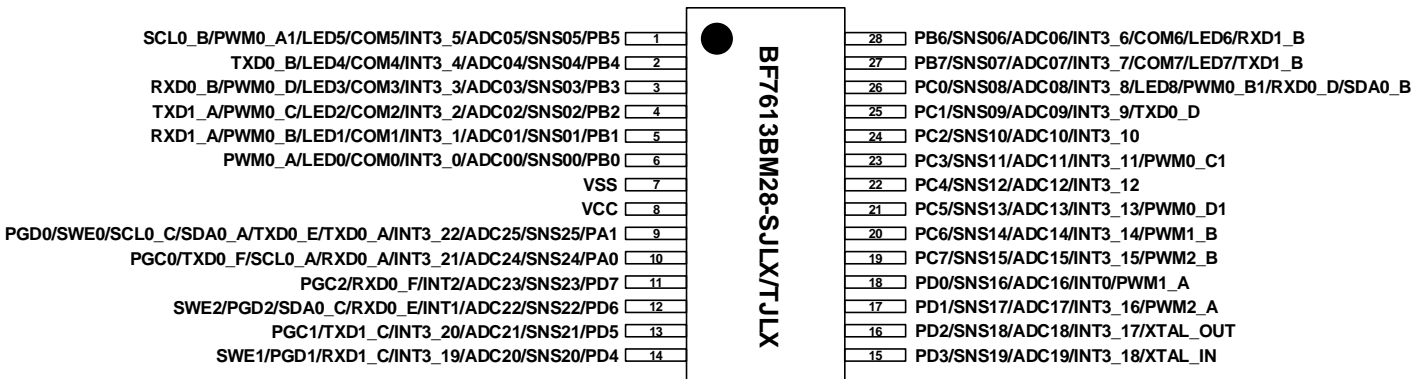 SCL0_B/PWM0_A1/LED5/COM5/INT3_5/ADC05/SNS05/PB5 1
TXD0_B/LED4/COM4/INT3_4/ADC04/SNS04/PB4 2
RXD0_B/PWM0_D/LED3/COM3/INT3_3/ADC03/SNS03/PB3 3
TXD1_A/PWM0_C/LED2/COM2/INT3_2/ADC02/SNS02/PB2 4
RXD1_A/PWM0_B/LED1/COM1/INT3_1/ADC01/SNS01/PB1 5
PWM0_A/LED0/COM0/INT3_0/ADC00/SNS00/PB0 6
VSS 7
VCC 8
PGD0/SWE0/SCL0_C/SDA0_A/TXD0_E/TXD0_A/INT3_22/ADC25/SNS25/PA1 9
PGC0/TXD0_F/SCL0_A/RXD0_A/INT3_21/ADC24/SNS24/PA0 10
PGC2/RXD0_F/INT2/ADC23/SNS23/PD7 11
SWE2/PGD2/SDA0_C/RXD0_E/INT1/ADC22/SNS22/PD6 12
PGC1/TXD1_C/INT3_20/ADC21/SNS21/PD5 13
SWE1/PGD1/RXD1_C/INT3_19/ADC20/SNS20/PD4 14
BF7613BM28-SJLX/TJLX
28 PB6/SNS06/ADC06/INT3_6/COM6/LED6/RXD1_B
27 PB7/SNS07/ADC07/INT3_7/COM7/LED7/TXD1_B
26 PC0/SNS08/ADC08/INT3_8/LED8/PWM0_B1/RXD0_D/SDA0_B
25 PC1/SNS09/ADC09/INT3_9/TXD0_D
24 PC2/SNS10/ADC10/INT3_10
23 PC3/SNS11/ADC11/INT3_11/PWM0_C1
22 PC4/SNS12/ADC12/INT3_12
21 PC5/SNS13/ADC13/INT3_13/PWM0_D1
20 PC6/SNS14/ADC14/INT3_14/PWM1_B
19 PC7/SNS15/ADC15/INT3_15/PWM2_B
18 PD0/SNS16/ADC16/INT0/PWM1_A
17 PD1/SNS17/ADC17/INT3_16/PWM2_A
16 PD2/SNS18/ADC18/INT3_17/XTAL_OUT
15 PD3/SNS19/ADC19/INT3_18/XTAL_IN